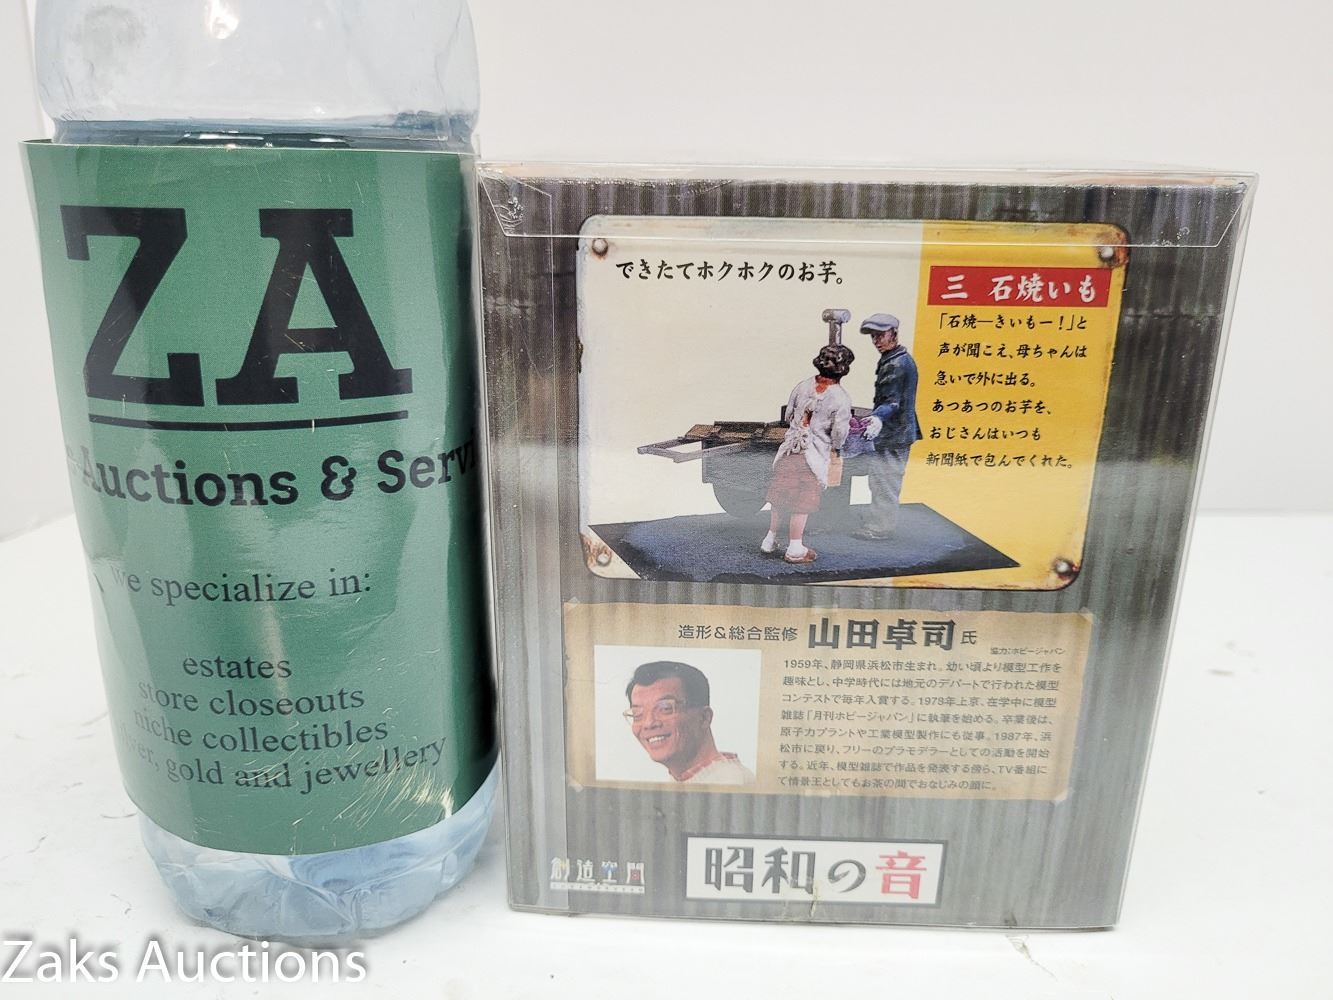 ZA
Auctions & Servi
we specialize in:
estates
store closeouts
niche collectibles
ver, gold and jewellery
できたてホクホクのお芋。
三 石焼いも
「石焼―きいもー！」と
声が聞こえ、母ちゃんは
急いで外に出る。
あつあつのお芋を、
おじさんはいつも
新聞紙で包んでくれた。
造形&総合監修 山田卓司 氏
協力:ホビージャパン
1959年、静岡県浜松市生まれ。幼い頃より模型工作を
趣味とし、中学時代には地元のデパートで行われた模型
コンテストで毎年入賞する。1978年上京、在学中に模型
雑誌「月刊ホビージャパン」に執筆を始める。卒業後は、
原子力プラントや工業模型製作にも従事。1987年、浜
松市に戻り、フリーのプラモデラーとしての活動を開始
する。近年、模型雑誌で作品を発表する傍ら、TV番組に
て情景王としてもお茶の間でおなじみの顔に。
創造空間
昭和の音
Zaks Auctions